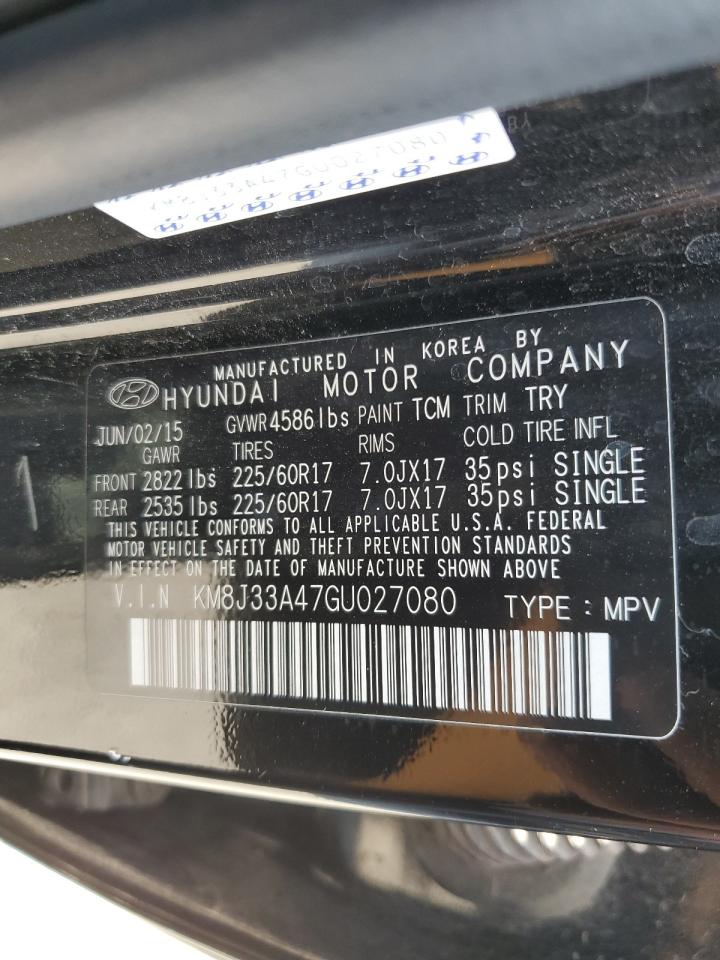 KM8J33A47GU027080
MANUFACTURED IN KOREA BY
HYUNDAI MOTOR COMPANY
JUN/02/15 GVWR 4586 lbs PAINT TCM TRIM TRY
GAWR TIRES RIMS COLD TIRE INFL
FRONT 2822 lbs 225/60R17 7.0JX17 35psi SINGLE
REAR 2535 lbs 225/60R17 7.0JX17 35psi SINGLE
THIS VEHICLE CONFORMS TO ALL APPLICABLE U.S.A. FEDERAL
MOTOR VEHICLE SAFETY AND THEFT PREVENTION STANDARDS
IN EFFECT ON THE DATE OF MANUFACTURE SHOWN ABOVE
V.I.N KM8J33A47GU027080 TYPE : MPV